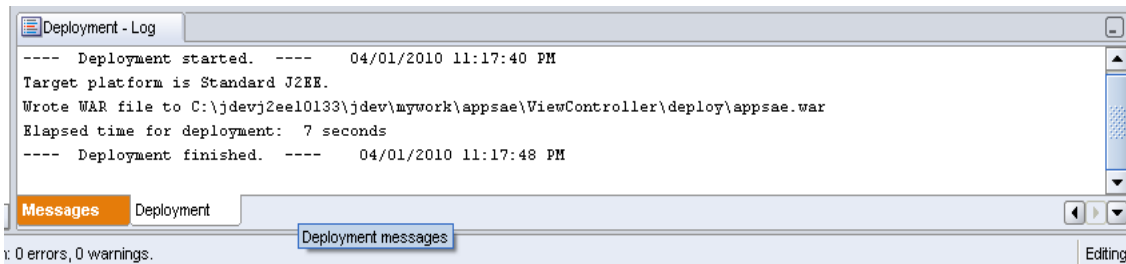 Deployment - Log
---- Deployment started. ---- 04/01/2010 11:17:40 PM
Target platform is Standard J2EE.
Wrote WAR file to C:\jdevj2ee10133\jdev\mywork\appsae\ViewController\deploy\appsae.war
Elapsed time for deployment: 7 seconds
---- Deployment finished. ---- 04/01/2010 11:17:48 PM
Messages Deployment
Deployment messages
: 0 errors, 0 warnings. Editing